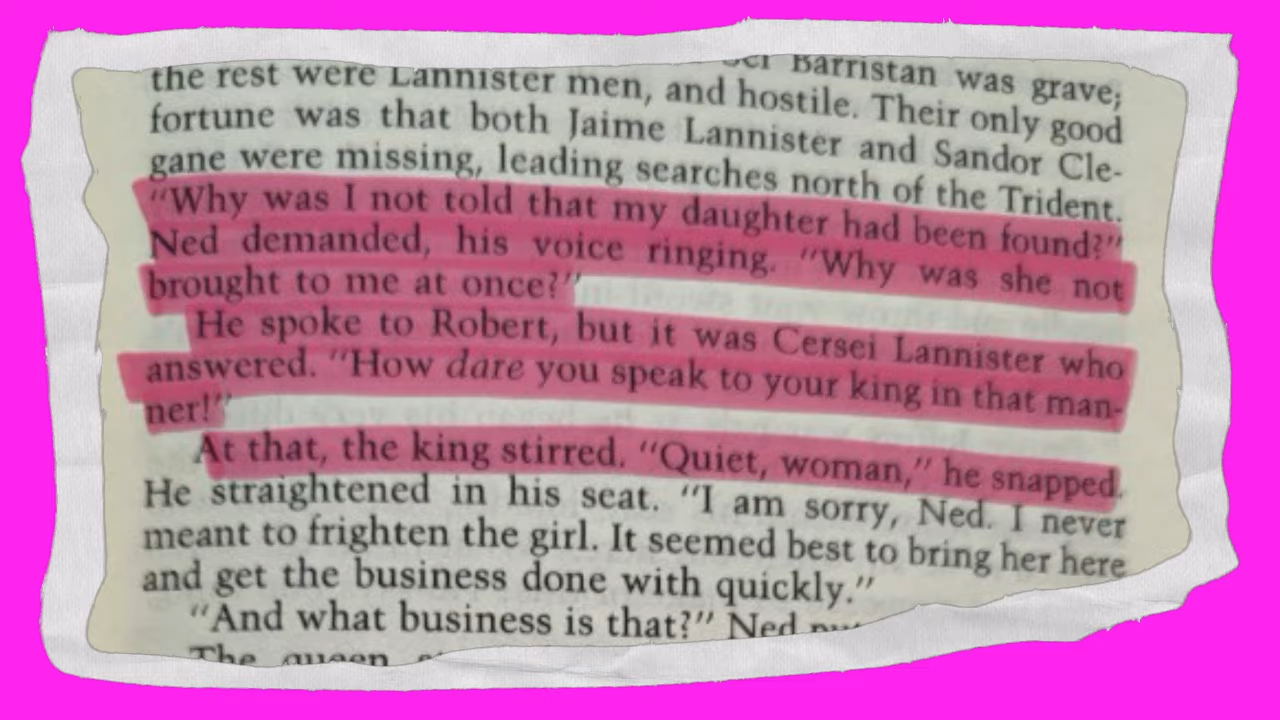 Barristan was grave;
the rest were Lannister men, and hostile. Their only good
fortune was that both Jaime Lannister and Sandor Cle-
gane were missing, leading searches north of the Trident.
"Why was I not told that my daughter had been found?"
Ned demanded, his voice ringing. "Why was she not
brought to me at once?"
He spoke to Robert, but it was Cersei Lannister who
answered. "How dare you speak to your king in that man-
ner!"
At that, the king stirred. "Quiet, woman," he snapped.
He straightened in his seat. "I am sorry, Ned. I never
meant to frighten the girl. It seemed best to bring her here
and get the business done with quickly."
"And what business is that?" Ned
The queen